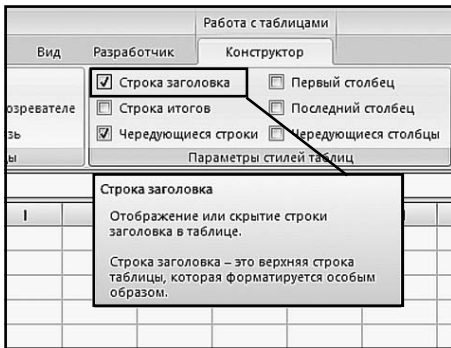 Работа с таблицами
Вид Разработчик Конструктор
Строка заголовка Первый столбец
озревателе Строка итогов Последний столбец
зь Чередующиеся строки Чередующиеся столбцы
ы Параметры стилей таблиц
Строка заголовка
Отображение или скрытие строки
заголовка в таблице.
Строка заголовка – это верхняя строка
таблицы, которая форматируется особым
образом.
I